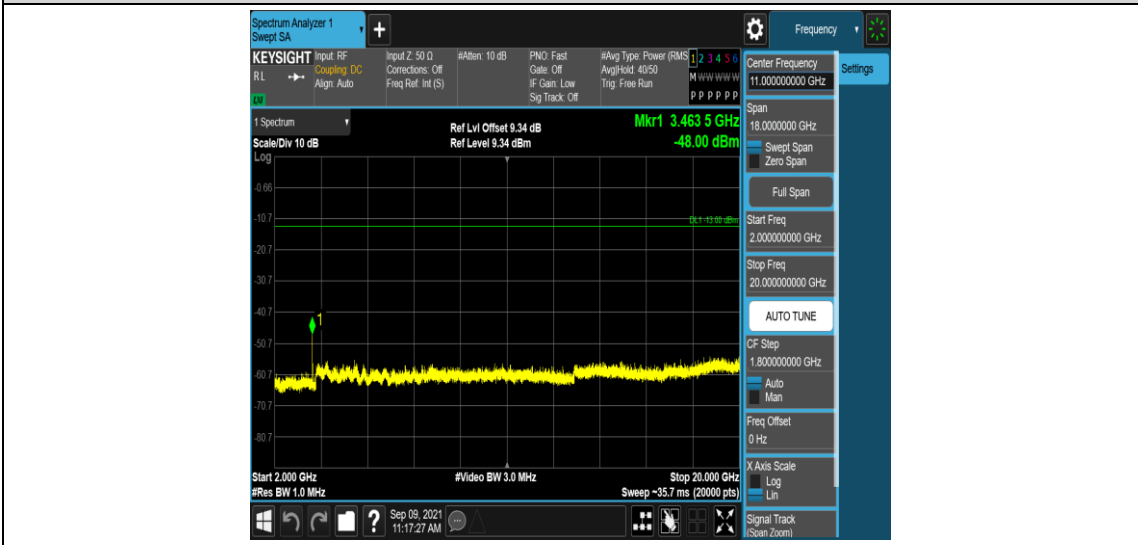 Spectrum Analyzer 1
Swept SA
+
Frequency
KEYSIGHT
RL
LXI
Input: RF
Coupling: DC
Align: Auto
Input Z: 50 Ω
Corrections: Off
Freq Ref: Int (S)
#Atten: 10 dB
PNO: Fast
Gate: Off
IF Gain: Low
Sig Track: Off
#Avg Type: Power (RMS
Avg|Hold: 40/50
Trig: Free Run
1 2 3 4 5 6
M W W W W W
P P P P P P
1 Spectrum
Scale/Div 10 dB
Log
Ref Lvl Offset 9.34 dB
Ref Level 9.34 dBm
Mkr1 3.463 5 GHz
-48.00 dBm
-0.66
-10.7
DL1 -13.00 dBm
-20.7
-30.7
-40.7
1
-50.7
-60.7
-70.7
-80.7
Start 2.000 GHz
#Res BW 1.0 MHz
#Video BW 3.0 MHz
Stop 20.000 GHz
Sweep ~35.7 ms (20000 pts)
?
Sep 09, 2021
11:17:27 AM
Settings
Center Frequency
11.000000000 GHz
Span
18.0000000 GHz
Swept Span
Zero Span
Full Span
Start Freq
2.000000000 GHz
Stop Freq
20.000000000 GHz
AUTO TUNE
CF Step
1.800000000 GHz
Auto
Man
Freq Offset
0 Hz
X Axis Scale
Log
Lin
Signal Track
(Span Zoom)